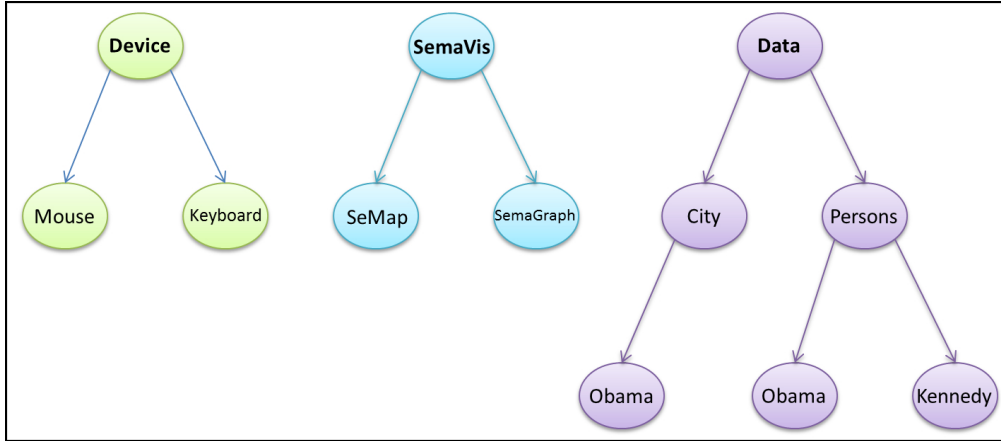 Device
SemaVis
Data
Mouse
Keyboard
SeMap
SemaGraph
City
Persons
Obama
Obama
Kennedy